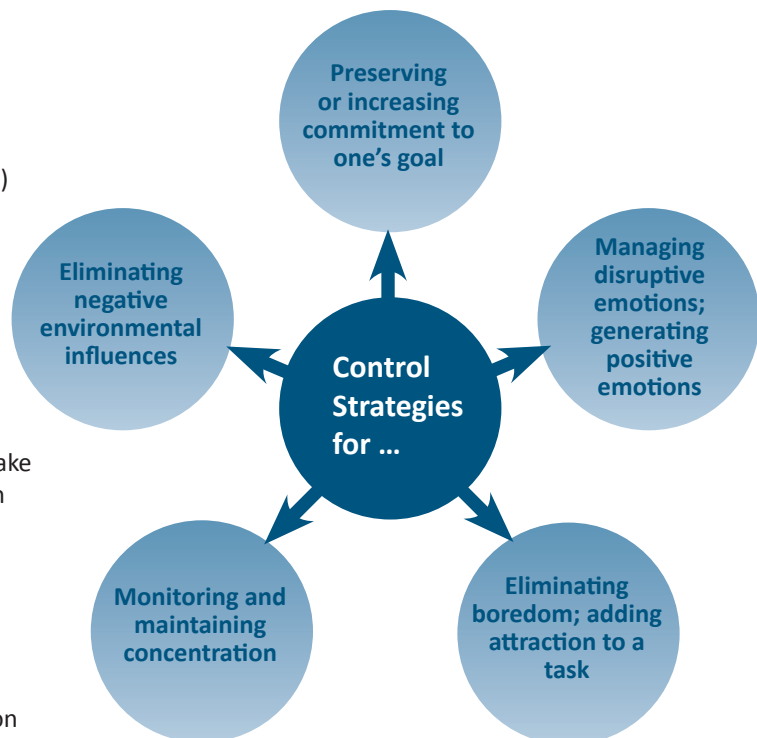 Preserving
or increasing
commitment to
one's goal
)
Managing
disruptive
emotions;
generating
positive
emotions
Eliminating
negative
environmental
influences
Control
Strategies
for ...
ake
n
Monitoring and
maintaining
concentration
Eliminating
boredom; adding
attraction to a
task
on